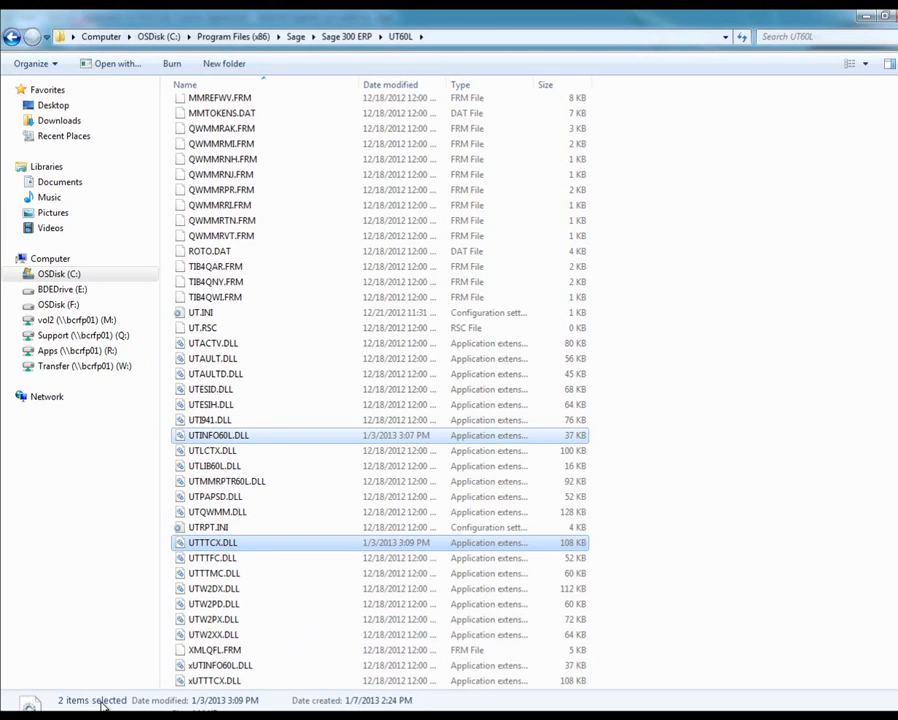 Computer ▸ OSDisk (C:) ▸ Program Files (x86) ▸ Sage ▸ Sage 300 ERP ▸ UT60L ▸ Search UT60L
Organize Open with... Burn New folder
Name Date modified Type Size
Favorites
Desktop
Downloads
Recent Places
Libraries
Documents
Music
Pictures
Videos
Computer
OSDisk (C:)
BDEDrive (E:)
OSDisk (F:)
vol2 (\\bcrfp01) (M:)
Support (\\bcrfp01) (Q:)
Apps (\\bcrfp01) (R:)
Transfer (\\bcrfp01) (W:)
Network
MMREFWV.FRM 12/18/2012 12:00 ... FRM File 8 KB
MMTOKENS.DAT 12/18/2012 12:00 ... DAT File 7 KB
QWMMRAK.FRM 12/18/2012 12:00 ... FRM File 3 KB
QWMMRMI.FRM 12/18/2012 12:00 ... FRM File 2 KB
QWMMRNH.FRM 12/18/2012 12:00 ... FRM File 1 KB
QWMMRNJ.FRM 12/18/2012 12:00 ... FRM File 1 KB
QWMMRPR.FRM 12/18/2012 12:00 ... FRM File 2 KB
QWMMRRI.FRM 12/18/2012 12:00 ... FRM File 1 KB
QWMMRTN.FRM 12/18/2012 12:00 ... FRM File 1 KB
QWMMRVT.FRM 12/18/2012 12:00 ... FRM File 1 KB
ROTO.DAT 12/18/2012 12:00 ... DAT File 4 KB
TIB4QAR.FRM 12/18/2012 12:00 ... FRM File 2 KB
TIB4QNY.FRM 12/18/2012 12:00 ... FRM File 2 KB
TIB4QWI.FRM 12/18/2012 12:00 ... FRM File 1 KB
UT.INI 12/21/2012 11:31 ... Configuration sett... 1 KB
UT.RSC 12/18/2012 12:00 ... RSC File 0 KB
UTACTV.DLL 12/18/2012 12:00 ... Application extens... 80 KB
UTAULT.DLL 12/18/2012 12:00 ... Application extens... 56 KB
UTAULTD.DLL 12/18/2012 12:00 ... Application extens... 45 KB
UTESID.DLL 12/18/2012 12:00 ... Application extens... 68 KB
UTESIH.DLL 12/18/2012 12:00 ... Application extens... 64 KB
UTI941.DLL 12/18/2012 12:00 ... Application extens... 76 KB
UTINFO60L.DLL 1/3/2013 3:07 PM Application extens... 37 KB
UTLCTX.DLL 12/18/2012 12:00 ... Application extens... 100 KB
UTLIB60L.DLL 12/18/2012 12:00 ... Application extens... 16 KB
UTMMRPTR60L.DLL 12/18/2012 12:00 ... Application extens... 92 KB
UTPAPSD.DLL 12/18/2012 12:00 ... Application extens... 52 KB
UTQWMM.DLL 12/18/2012 12:00 ... Application extens... 128 KB
UTRPT.INI 12/18/2012 12:00 ... Configuration sett... 4 KB
UTTTCX.DLL 1/3/2013 3:09 PM Application extens... 108 KB
UTTTFC.DLL 12/18/2012 12:00 ... Application extens... 52 KB
UTTTMC.DLL 12/18/2012 12:00 ... Application extens... 60 KB
UTW2DX.DLL 12/18/2012 12:00 ... Application extens... 112 KB
UTW2PD.DLL 12/18/2012 12:00 ... Application extens... 60 KB
UTW2PX.DLL 12/18/2012 12:00 ... Application extens... 72 KB
UTW2XX.DLL 12/18/2012 12:00 ... Application extens... 64 KB
XMLQFL.FRM 12/18/2012 12:00 ... FRM File 5 KB
xUTINFO60L.DLL 12/18/2012 12:00 ... Application extens... 37 KB
xUTTTCX.DLL 12/18/2012 12:00 ... Application extens... 108 KB
2 items selected Date modified: 1/3/2013 3:09 PM Date created: 1/7/2013 2:24 PM